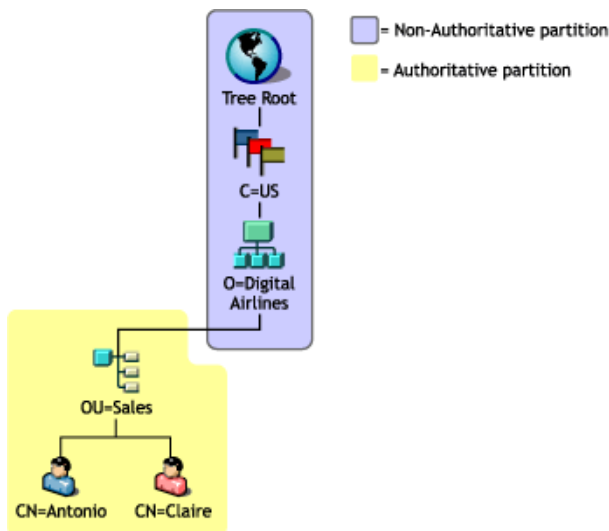 = Non-Authoritative partition
= Authoritative partition
Tree Root
C=US
O=Digital
Airlines
OU=Sales
CN=Antonio
CN=Claire